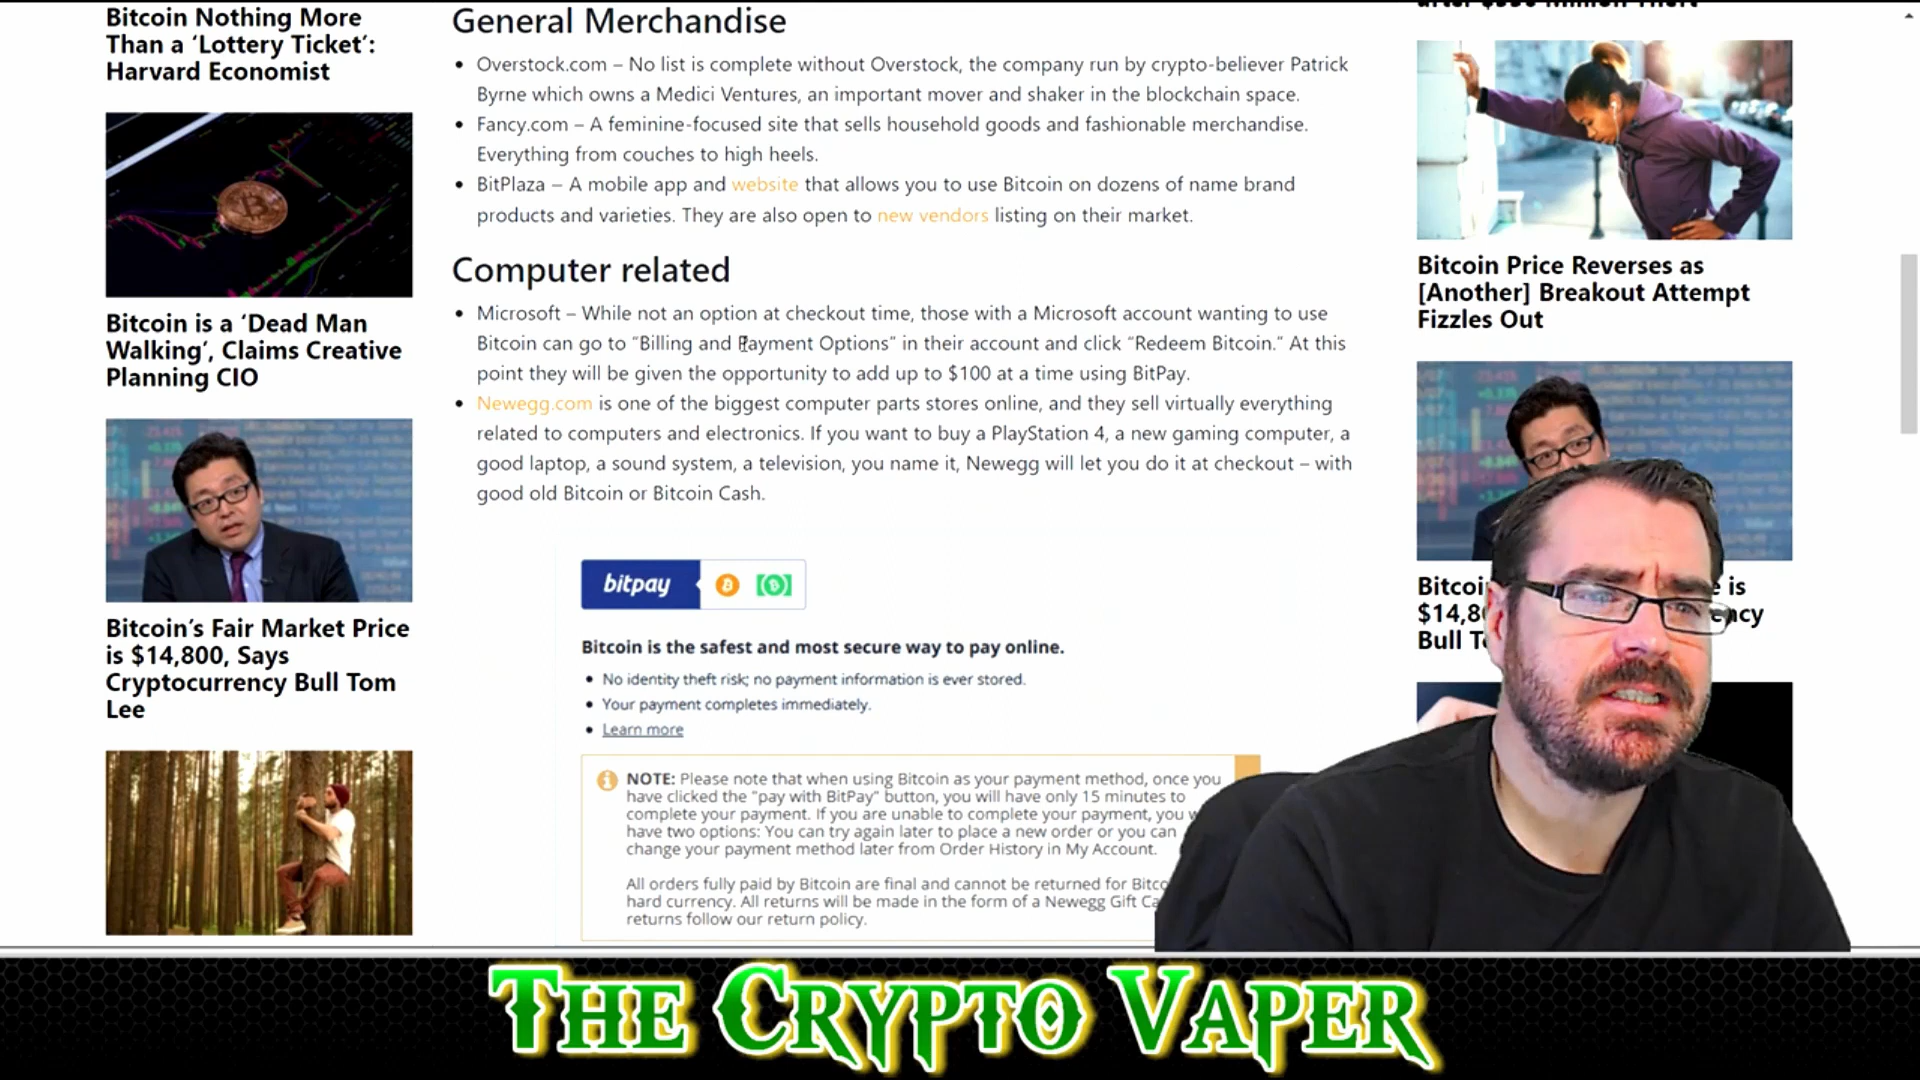 Bitcoin Nothing More
Than a ‘Lottery Ticket’:
Harvard Economist
Bitcoin is a ‘Dead Man
Walking’, Claims Creative
Planning CIO
Bitcoin’s Fair Market Price
is $14,800, Says
Cryptocurrency Bull Tom
Lee
General Merchandise
• Overstock.com – No list is complete without Overstock, the company run by crypto-believer Patrick
Byrne which owns a Medici Ventures, an important mover and shaker in the blockchain space.
• Fancy.com – A feminine-focused site that sells household goods and fashionable merchandise.
Everything from couches to high heels.
• BitPlaza – A mobile app and website that allows you to use Bitcoin on dozens of name brand
products and varieties. They are also open to new vendors listing on their market.
Computer related
• Microsoft – While not an option at checkout time, those with a Microsoft account wanting to use
Bitcoin can go to “Billing and Payment Options” in their account and click “Redeem Bitcoin.” At this
point they will be given the opportunity to add up to $100 at a time using BitPay.
• Newegg.com is one of the biggest computer parts stores online, and they sell virtually everything
related to computers and electronics. If you want to buy a PlayStation 4, a new gaming computer, a
good laptop, a sound system, a television, you name it, Newegg will let you do it at checkout – with
good old Bitcoin or Bitcoin Cash.
bitpay
Bitcoin is the safest and most secure way to pay online.
• No identity theft risk; no payment information is ever stored.
• Your payment completes immediately.
• Learn more
NOTE: Please note that when using Bitcoin as your payment method, once you
have clicked the "pay with BitPay" button, you will have only 15 minutes to
complete your payment. If you are unable to complete your payment, you
have two options: You can try again later to place a new order or you can
change your payment method later from Order History in My Account.
All orders fully paid by Bitcoin are final and cannot be returned for
hard currency. All returns will be made in the form of a Newegg Gift
returns follow our return policy.
Bitcoin Price Reverses as
[Another] Breakout Attempt
Fizzles Out
is
Bull
THE CRYPTO VAPER